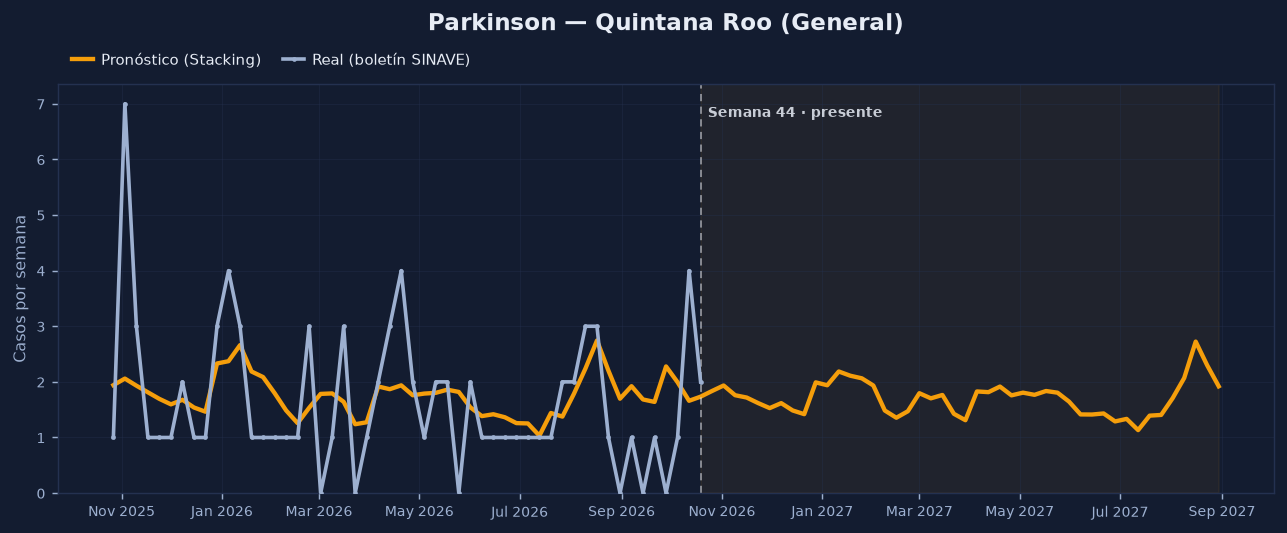 Parkinson — Quintana Roo (General)
Pronóstico (Stacking)
Real (boletín SINAVE)
Semana 44 · presente
Casos por semana
7
6
5
4
3
2
1
0
Nov 2025
Jan 2026
Mar 2026
May 2026
Jul 2026
Sep 2026
Nov 2026
Jan 2027
Mar 2027
May 2027
Jul 2027
Sep 2027